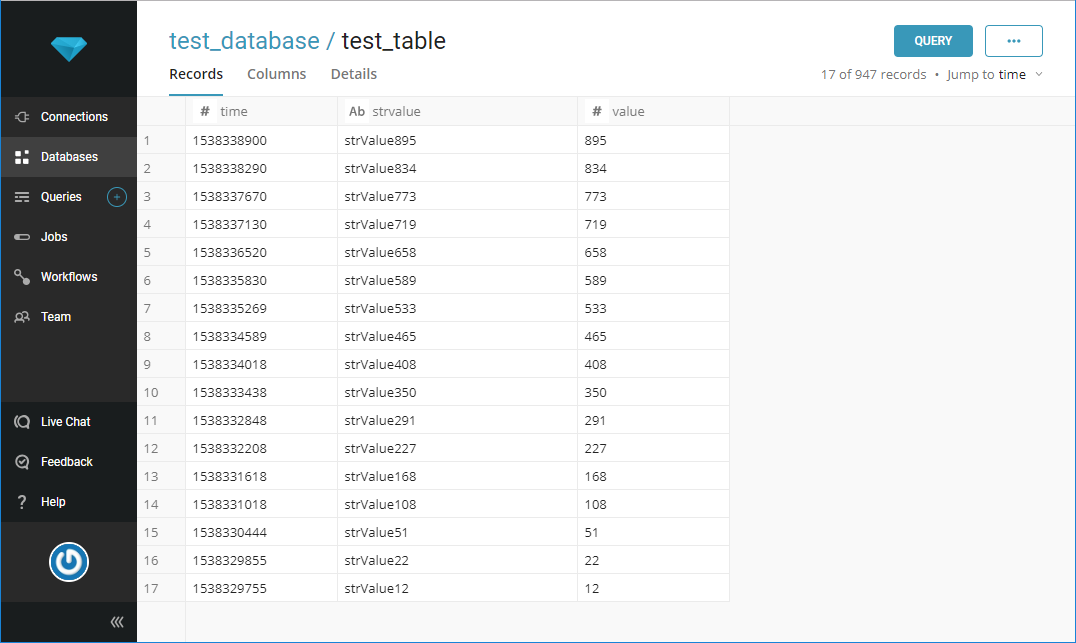 test_database / test_table
QUERY
...
Records Columns Details
17 of 947 records • Jump to time
Connections
Databases
Queries +
Jobs
Workflows
Team
Live Chat
Feedback
? Help
# time Ab strvalue # value
1 1538338900 strValue895 895
2 1538338290 strValue834 834
3 1538337670 strValue773 773
4 1538337130 strValue719 719
5 1538336520 strValue658 658
6 1538335830 strValue589 589
7 1538335269 strValue533 533
8 1538334589 strValue465 465
9 1538334018 strValue408 408
10 1538333438 strValue350 350
11 1538332848 strValue291 291
12 1538332208 strValue227 227
13 1538331618 strValue168 168
14 1538331018 strValue108 108
15 1538330444 strValue51 51
16 1538329855 strValue22 22
17 1538329755 strValue12 12